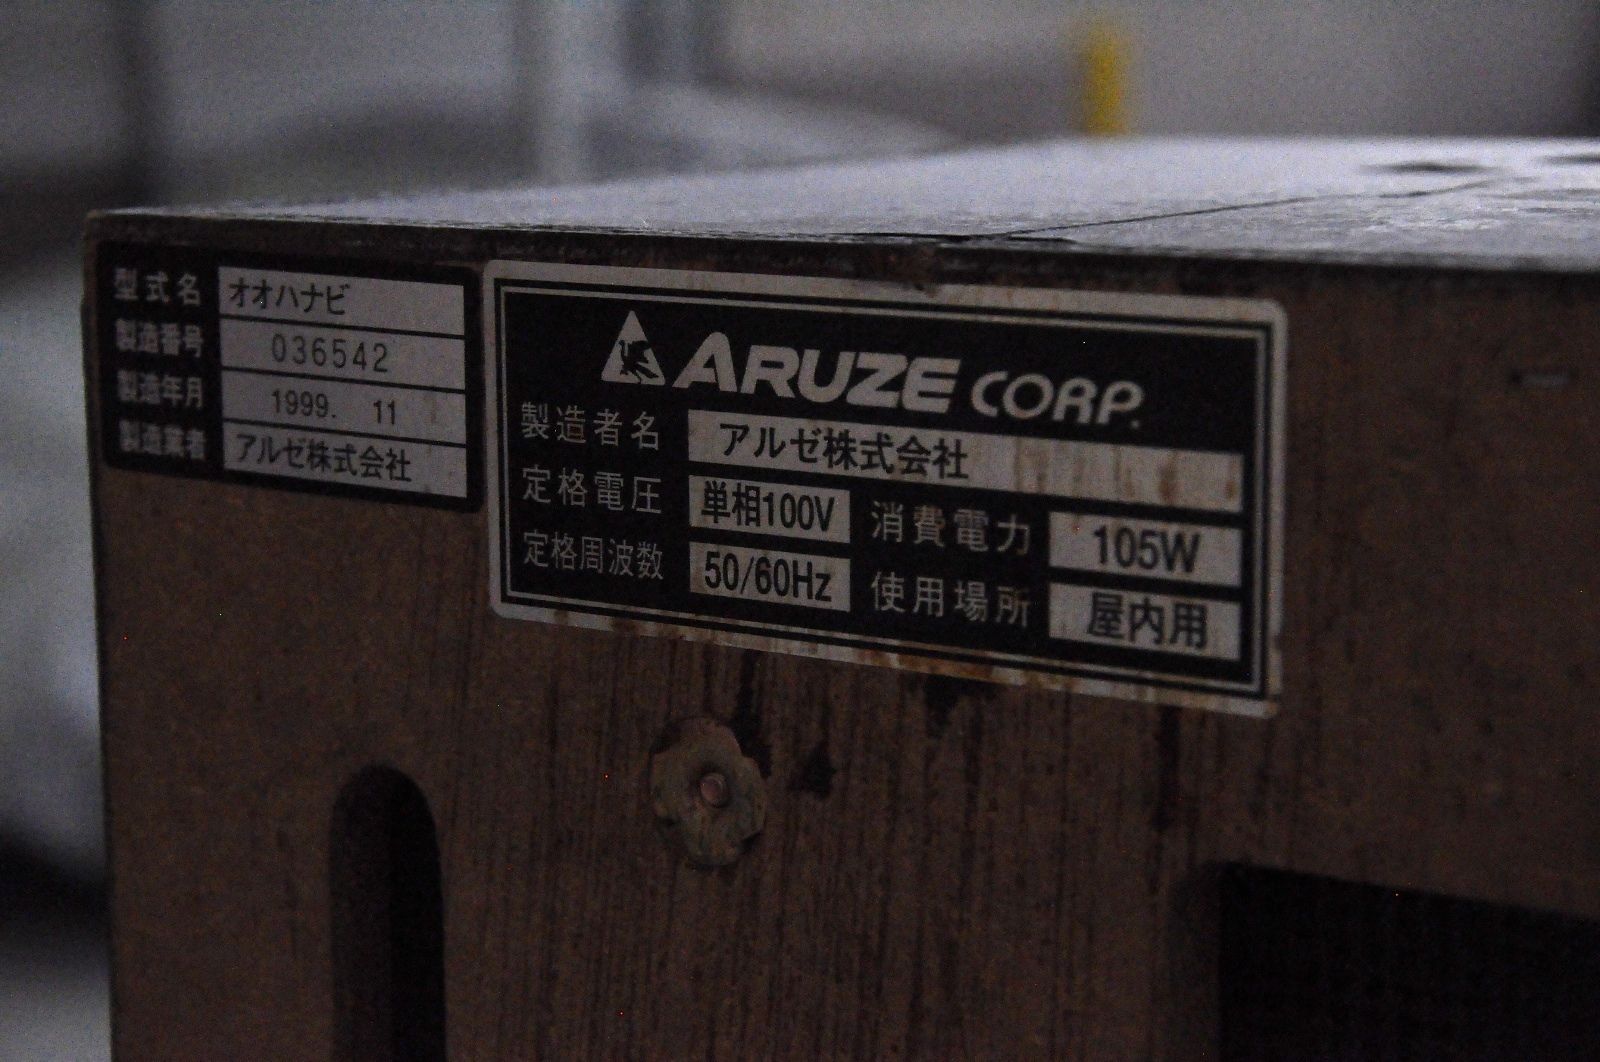 型式名 オオハナビ
製造番号 036542
製造年月 1999. 11
製造業者 アルゼ株式会社
ARUZE CORP.
製造者名 アルゼ株式会社
定格電圧 単相100V 消費電力 105W
定格周波数 50/60Hz 使用場所 屋内用